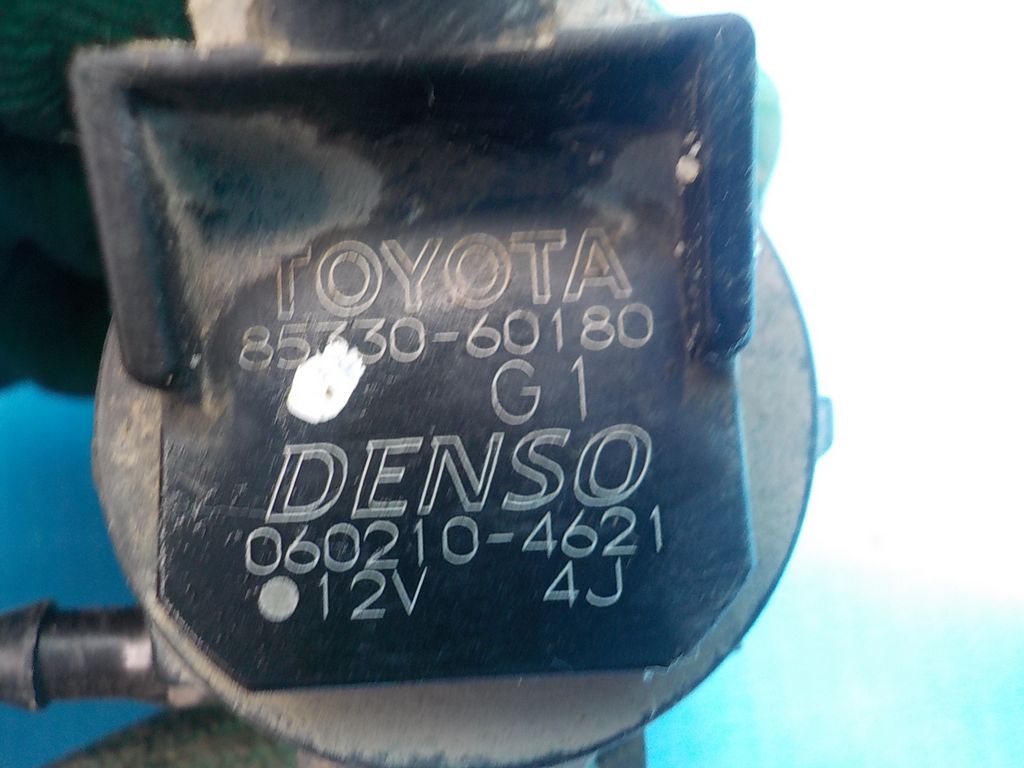 TOYOTA
85330-60180
G1
DENSO
060210-4621
12V 4J